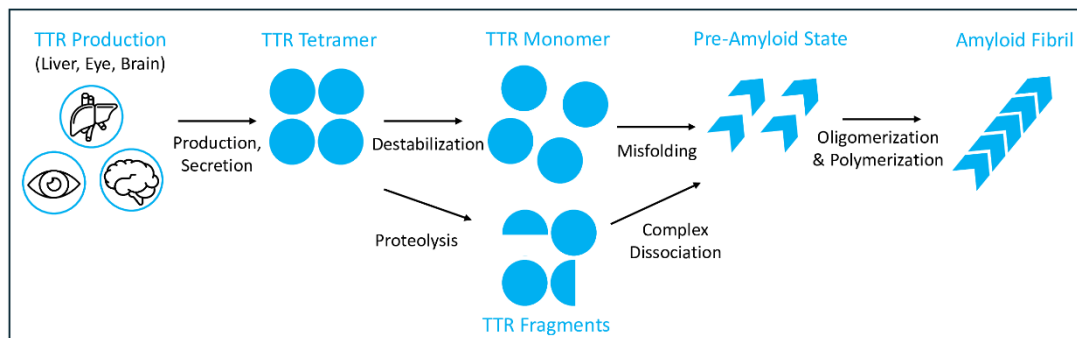 TTR Production
(Liver, Eye, Brain)
Production,
Secretion
TTR Tetramer
Destabilization
Proteolysis
TTR Monomer
TTR Fragments
Misfolding
Complex
Dissociation
Pre-Amyloid State
Oligomerization
& Polymerization
Amyloid Fibril